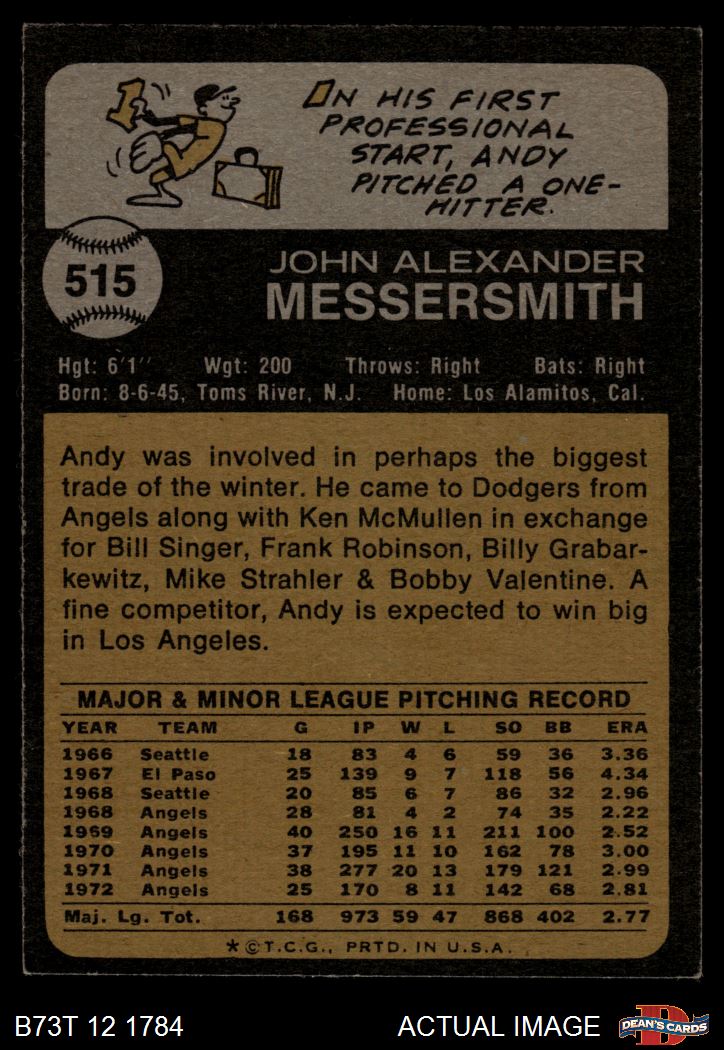 IN HIS FIRST
PROFESSIONAL
START, ANDY
PITCHED A ONE-
HITTER.
515
JOHN ALEXANDER
MESSERSMITH
Hgt: 6'1" Wgt: 200 Throws: Right Bats: Right
Born: 8-6-45, Toms River, N.J. Home: Los Alamitos, Cal.
Andy was involved in perhaps the biggest
trade of the winter. He came to Dodgers from
Angels along with Ken McMullen in exchange
for Bill Singer, Frank Robinson, Billy Grabar-
kewitz, Mike Strahler & Bobby Valentine. A
fine competitor, Andy is expected to win big
in Los Angeles.
MAJOR & MINOR LEAGUE PITCHING RECORD
YEAR TEAM G IP W L SO BB ERA
1966 Seattle 18 83 4 6 59 36 3.36
1967 El Paso 25 139 9 7 118 56 4.34
1968 Seattle 20 85 6 7 86 32 2.96
1968 Angels 28 81 4 2 74 35 2.22
1969 Angels 40 250 16 11 211 100 2.52
1970 Angels 37 195 11 10 162 78 3.00
1971 Angels 38 277 20 13 179 121 2.99
1972 Angels 25 170 8 11 142 68 2.81
Maj. Lg. Tot. 168 973 59 47 868 402 2.77
*©T.C.G., PRTD. IN U.S.A.
B73T 12 1784 ACTUAL IMAGE DEAN'S CARDS